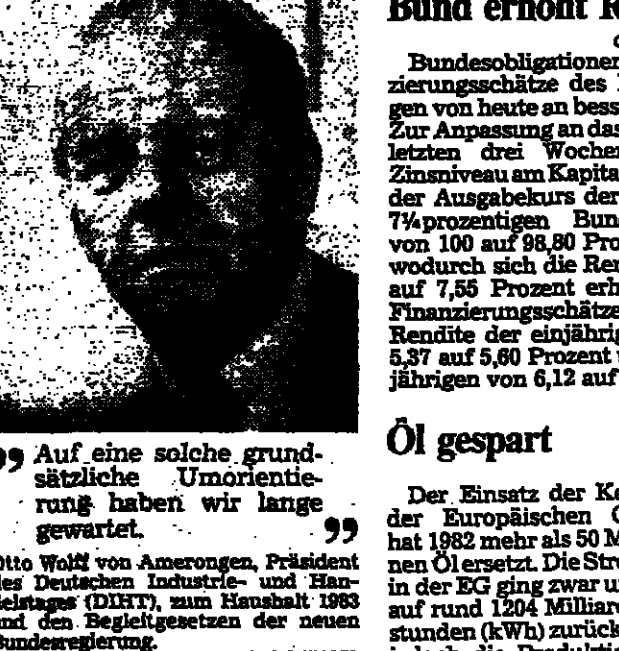 „ Auf eine solche grund-
sätzliche Umorientie-
rung haben wir lange
gewartet. ”
Otto Wolff von Amerongen, Präsident
des Deutschen Industrie- und Han-
delstages (DIHT), zum Haushalt 1983
und den Begleitgesetzen der neuen
Bundesregierung.
Bund erhöht R
Bundesobligationen
zierungsschätze des
gen von heute an bess
Zur Anpassung an das
letzten drei Wochen
Zinsniveau am Kapita
der Ausgabekurs der
7¼prozentigen Bun
von 100 auf 98,80 Pro
wodurch sich die Ren
auf 7,55 Prozent erh
Finanzierungsschätze
Rendite der einjährig
5,37 auf 5,60 Prozent
jährigen von 6,12 auf
Öl gespart
Der Einsatz der Ke
der Europäischen G
hat 1982 mehr als 50 M
nen Öl ersetzt. Die Stro
in der EG ging zwar u
auf rund 1204 Milliard
stunden (kWh) zurück